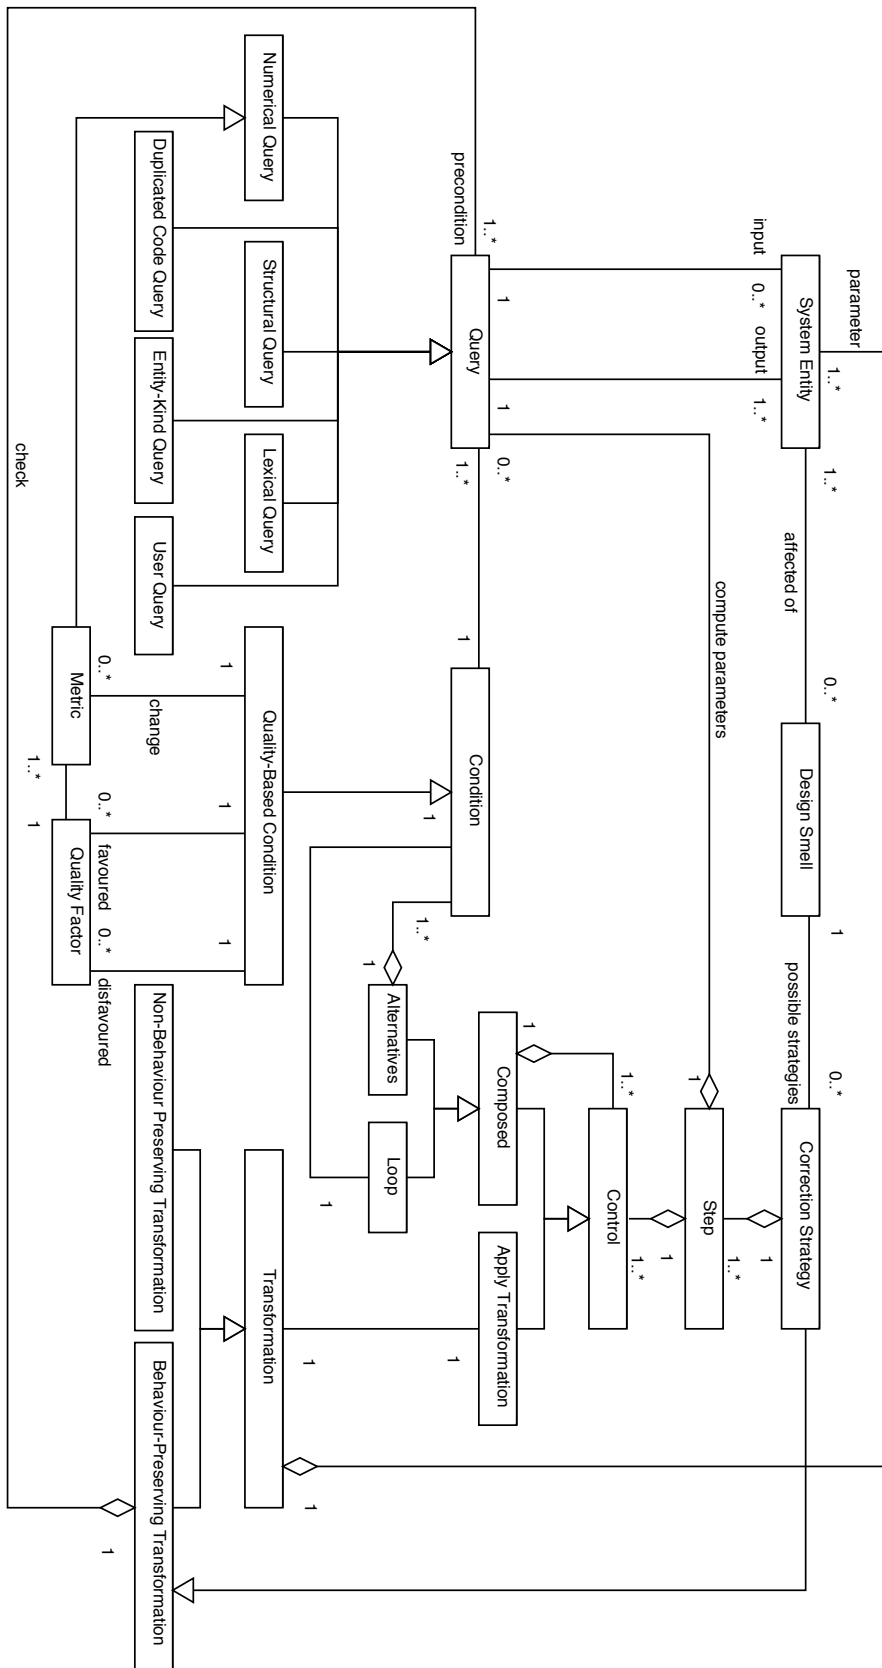 parameter
1..*
System Entity
1..*
affected of
0..*
Design Smell
1
possible strategies
0..*
Correction Strategy
1
input
0..*
output
1..*
compute parameters
1
Step
1..*
1
1..*
Control
1..*
1
Composed
Apply Transformation
1
1..*
precondition
1
Query
1
0..*
1..*
1
Condition
1
1..*
1
Alternatives
Loop
1
Numerical Query
Structural Query
Lexical Query
1
Quality-Based Condition
1
1
Transformation
1
1
Duplicated Code Query
Entity-Kind Query
User Query
change
Non-Behaviour Preserving Transformation
Behaviour-Preserving Transformation
1
0..*
Metric
1..*
1
0..*
favoured
0..*
disfavoured
Quality Factor
check